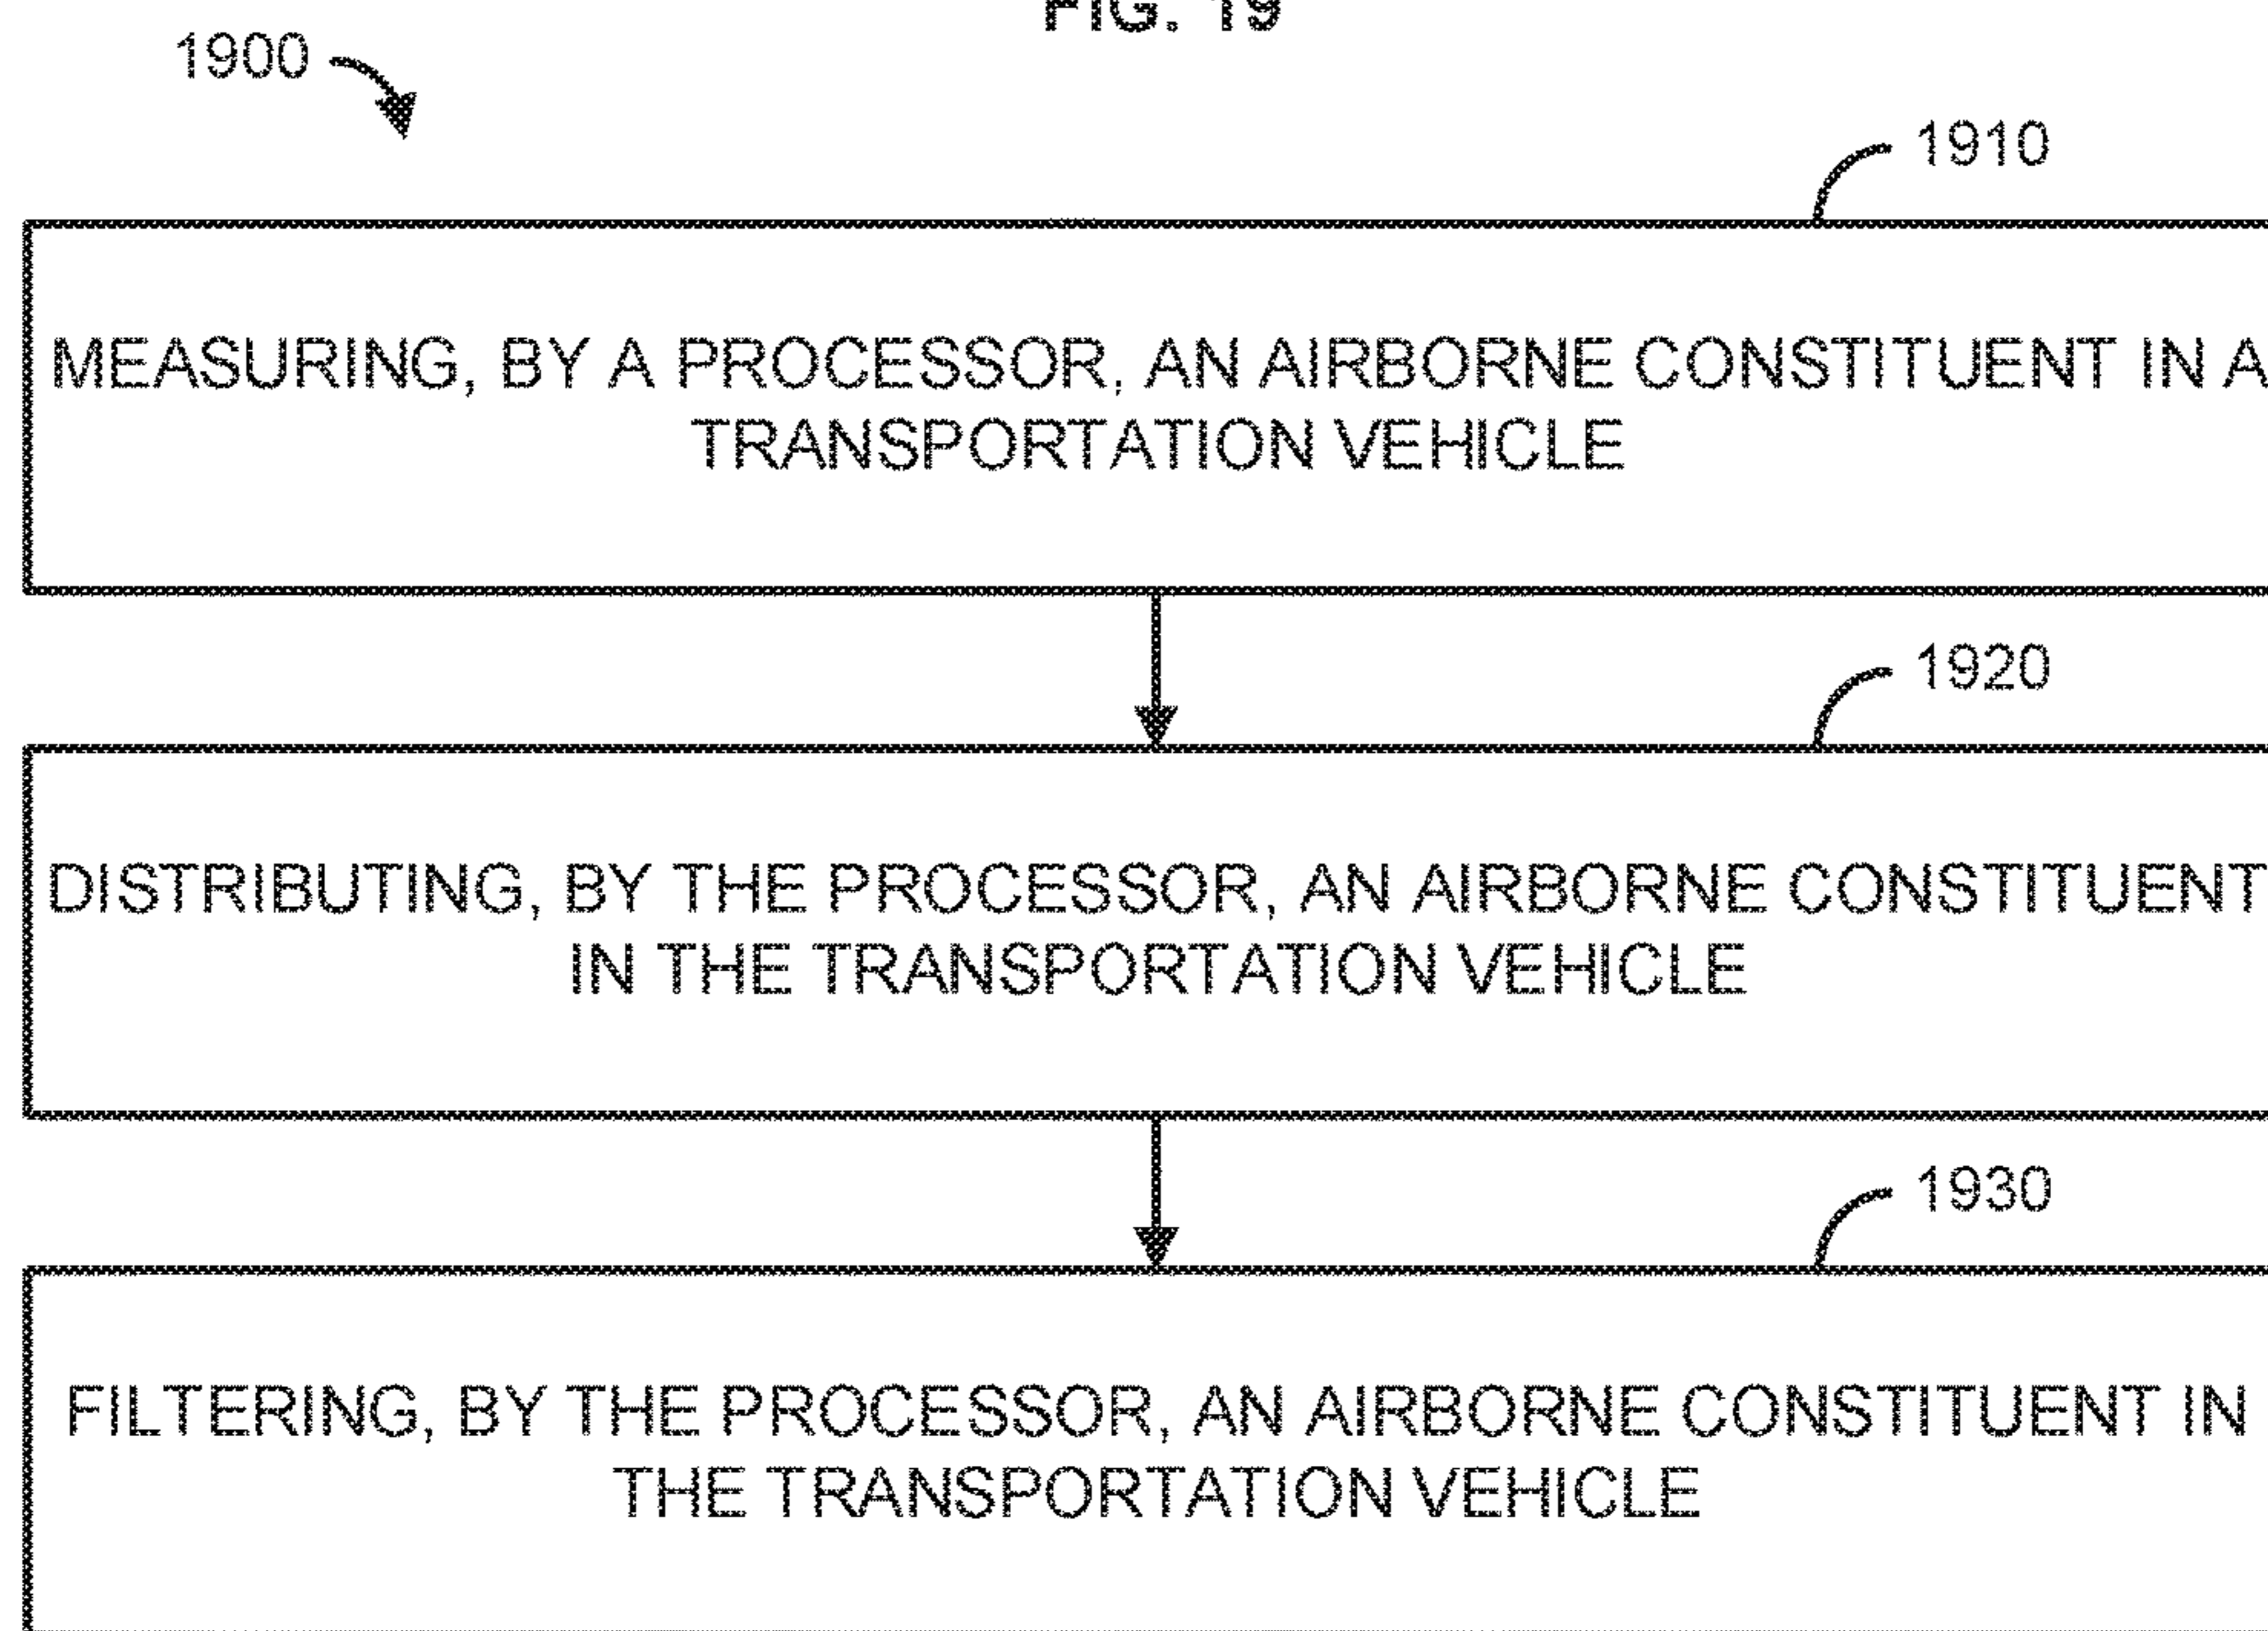 FIG. 19
1900
1910
MEASURING, BY A PROCESSOR, AN AIRBORNE CONSTITUENT IN A
TRANSPORTATION VEHICLE
1920
DISTRIBUTING, BY THE PROCESSOR, AN AIRBORNE CONSTITUENT
IN THE TRANSPORTATION VEHICLE
1930
FILTERING, BY THE PROCESSOR, AN AIRBORNE CONSTITUENT IN
THE TRANSPORTATION VEHICLE